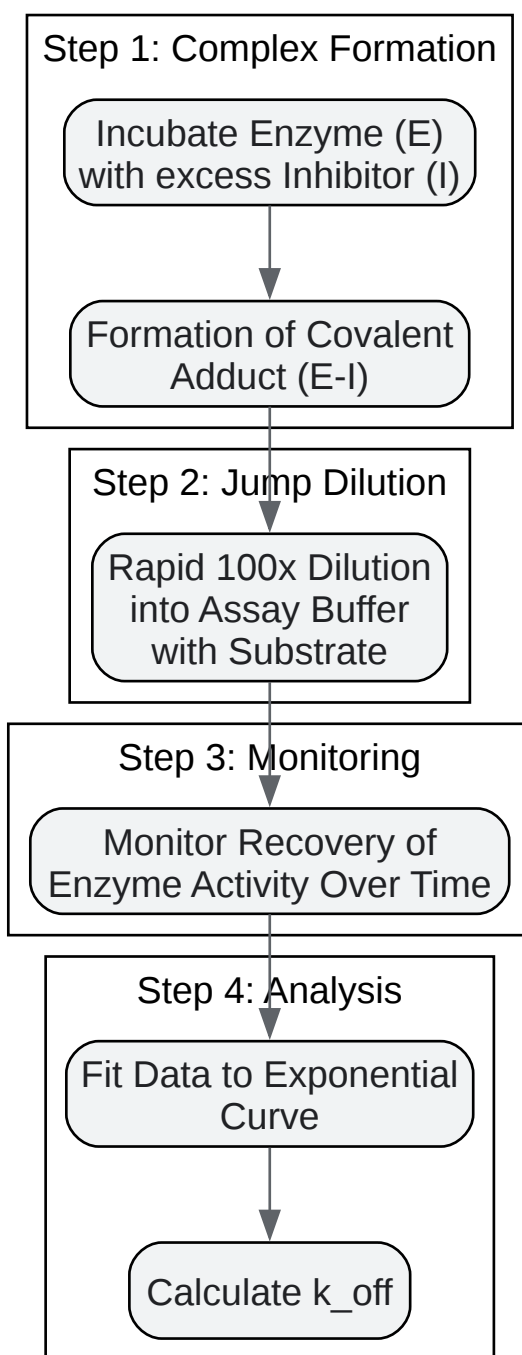 Step 1: Complex Formation
Incubate Enzyme (E)
with excess Inhibitor (I)
Formation of Covalent
Adduct (E-I)
Step 2: Jump Dilution
Rapid 100x Dilution
into Assay Buffer
with Substrate
Step 3: Monitoring
Monitor Recovery of
Enzyme Activity Over Time
Step 4: Analysis
Fit Data to Exponential
Curve
Calculate k_off